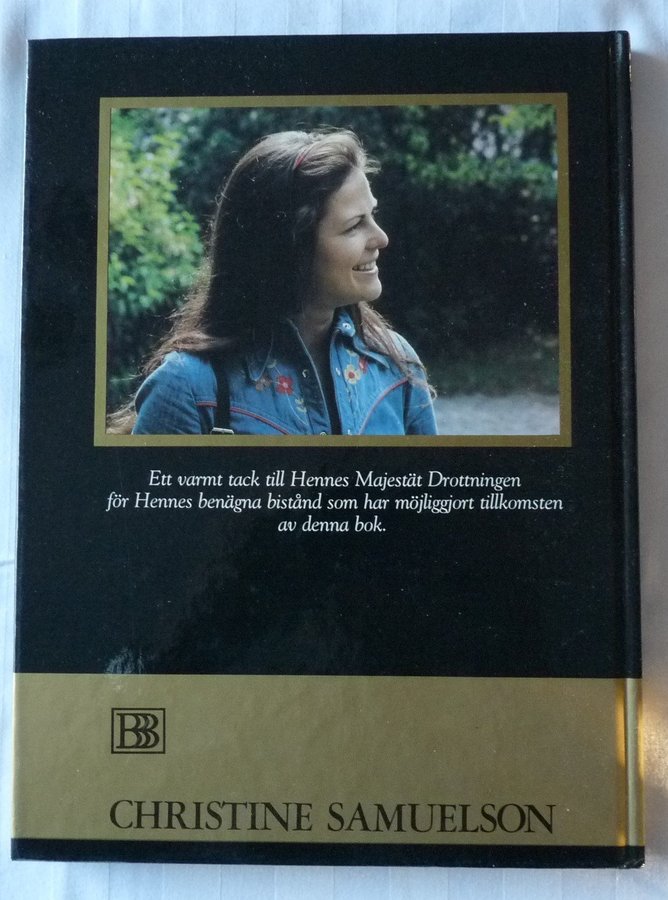 Ett varmt tack till Hennes Majestät Drottningen
för Hennes benägna bistånd som har möjliggjort tillkomsten
av denna bok.
BBB
CHRISTINE SAMUELSON